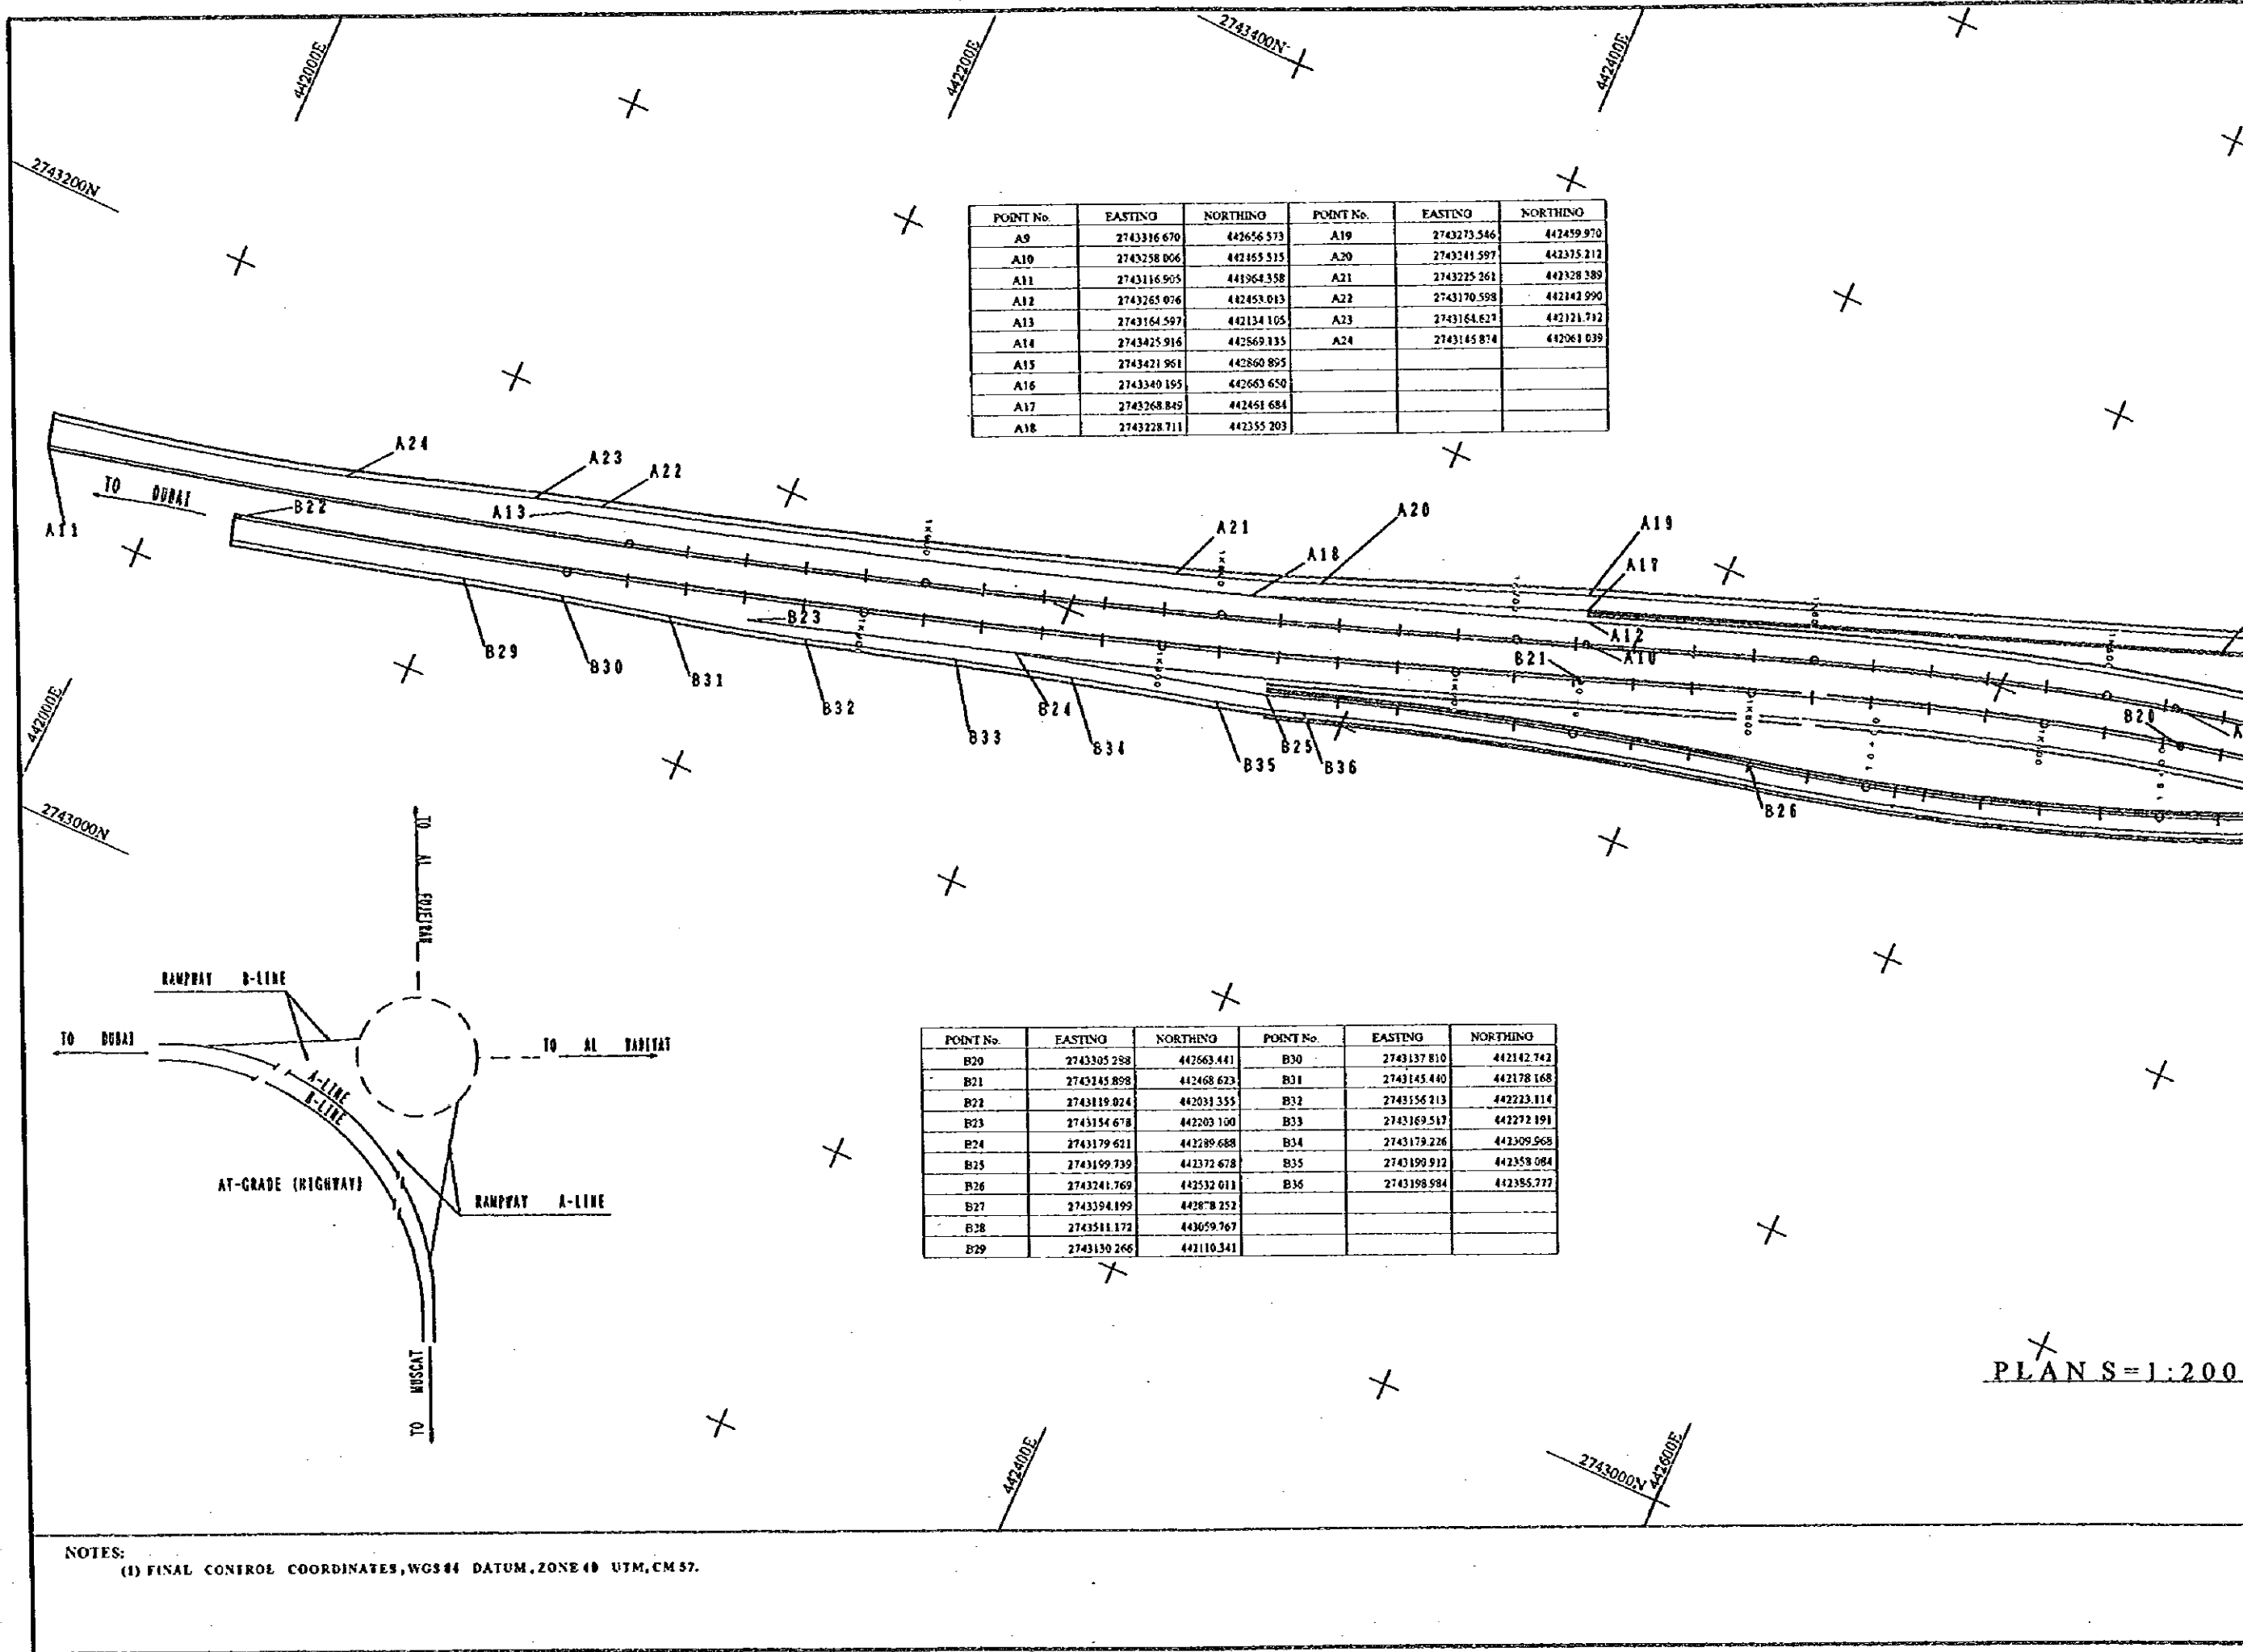 442000E
442200E
2743400N
442400E
2743200N
POINT No. EASTING NORTHING POINT No. EASTING NORTHING
A9 2743316.670 442656.573 A19 2743273.546 442459.970
A10 2743258.006 442465.315 A20 2743241.597 442375.212
A11 2743116.905 441964.358 A21 2743225.261 442328.389
A12 2743265.076 442453.013 A22 2743170.598 442142.990
A13 2743164.597 442134.105 A23 2743164.627 442121.712
A14 2743425.916 442869.135 A24 2743145.874 442061.039
A15 2743421.961 442860.895
A16 2743340.195 442663.650
A17 2743268.849 442461.684
A18 2743228.711 442355.203
A24
A23
A22
TO DUBAI
B22
A13
A11
A21
A18
A20
A19
A17
A12
A10
B21
B23
B29
B30
B31
B32
B33
B24
B34
B35
B25
B36
B20
B26
442000E
2743000N
TO AL FUJEIRAH
RAMPWAY B-LINE
TO DUBAI
TO AL
A-LINE
B-LINE
AT-GRADE (HIGHWAY)
RAMPWAY A-LINE
TO MUSCAT
POINT No. EASTING NORTHING POINT No. EASTING NORTHING
B20 2743305.298 442663.441 B30 2743137.810 442142.742
B21 2743245.898 442468.623 B31 2743145.440 442178.168
B22 2743119.024 442031.355 B32 2743156.213 442223.114
B23 2743154.678 442203.100 B33 2743169.517 442272.191
B24 2743179.621 442289.688 B34 2743179.226 442309.968
B25 2743199.739 442372.678 B35 2743190.912 442358.084
B26 2743241.769 442532.011 B36 2743198.984 442385.777
B27 2743394.199 442878.252
B28 2743511.172 443059.767
B29 2743130.266 442110.341
PLAN S=1:200
442400E
2743000N
442600E
NOTES:
(1) FINAL CONTROL COORDINATES, WGS 84 DATUM, ZONE 40 UTM, CM 57.